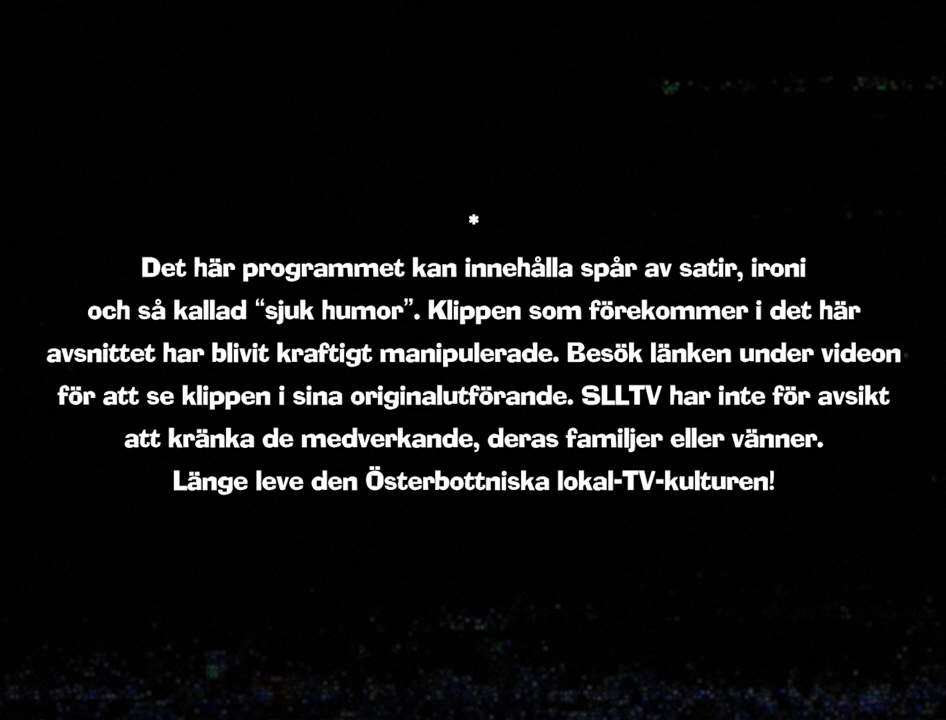 *
Det här programmet kan innehålla spår av satir, ironi
och så kallad “sjuk humor”. Klippen som förekommer i det här
avsnittet har blivit kraftigt manipulerade. Besök länken under videon
för att se klippen i sina originalutförande. SLLTV har inte för avsikt
att kränka de medverkande, deras familjer eller vänner.
Länge leve den Österbottniska lokal-TV-kulturen!